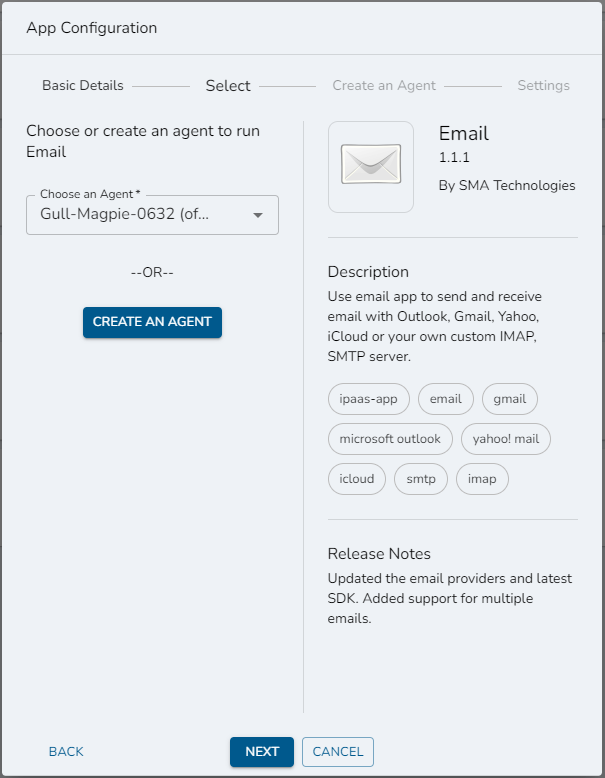 App Configuration
Basic Details
Select
Create an Agent
Settings
Choose or create an agent to run
Email
Choose an Agent *
Gull-Magpie-0632 (of...
--OR--
CREATE AN AGENT
Email
1.1.1
By SMA Technologies
Description
Use email app to send and receive
email with Outlook, Gmail, Yahoo,
iCloud or your own custom IMAP,
SMTP server.
ipaas-app
email
gmail
microsoft outlook
yahoo! mail
icloud
smtp
imap
Release Notes
Updated the email providers and latest
SDK. Added support for multiple
emails.
BACK
NEXT
CANCEL